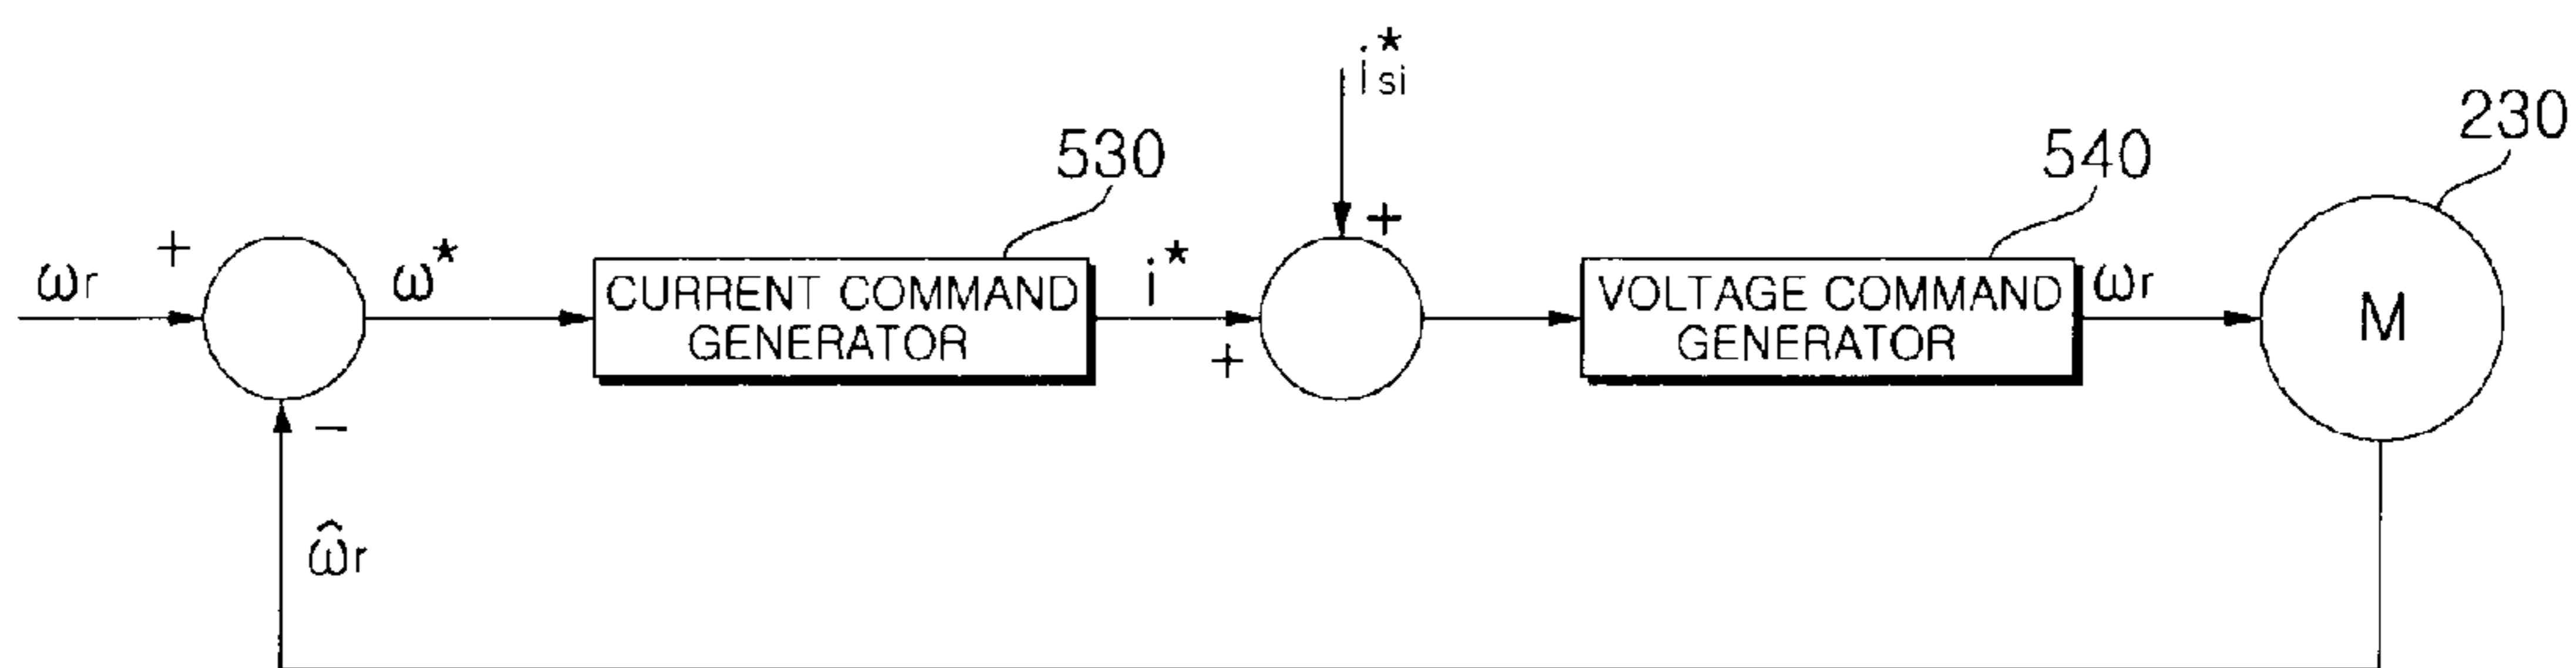 i*si
230
530
540
+
+
ωr
ω*
CURRENT COMMAND
GENERATOR
i*
+
VOLTAGE COMMAND
GENERATOR
ωr
M
−
ω̂r